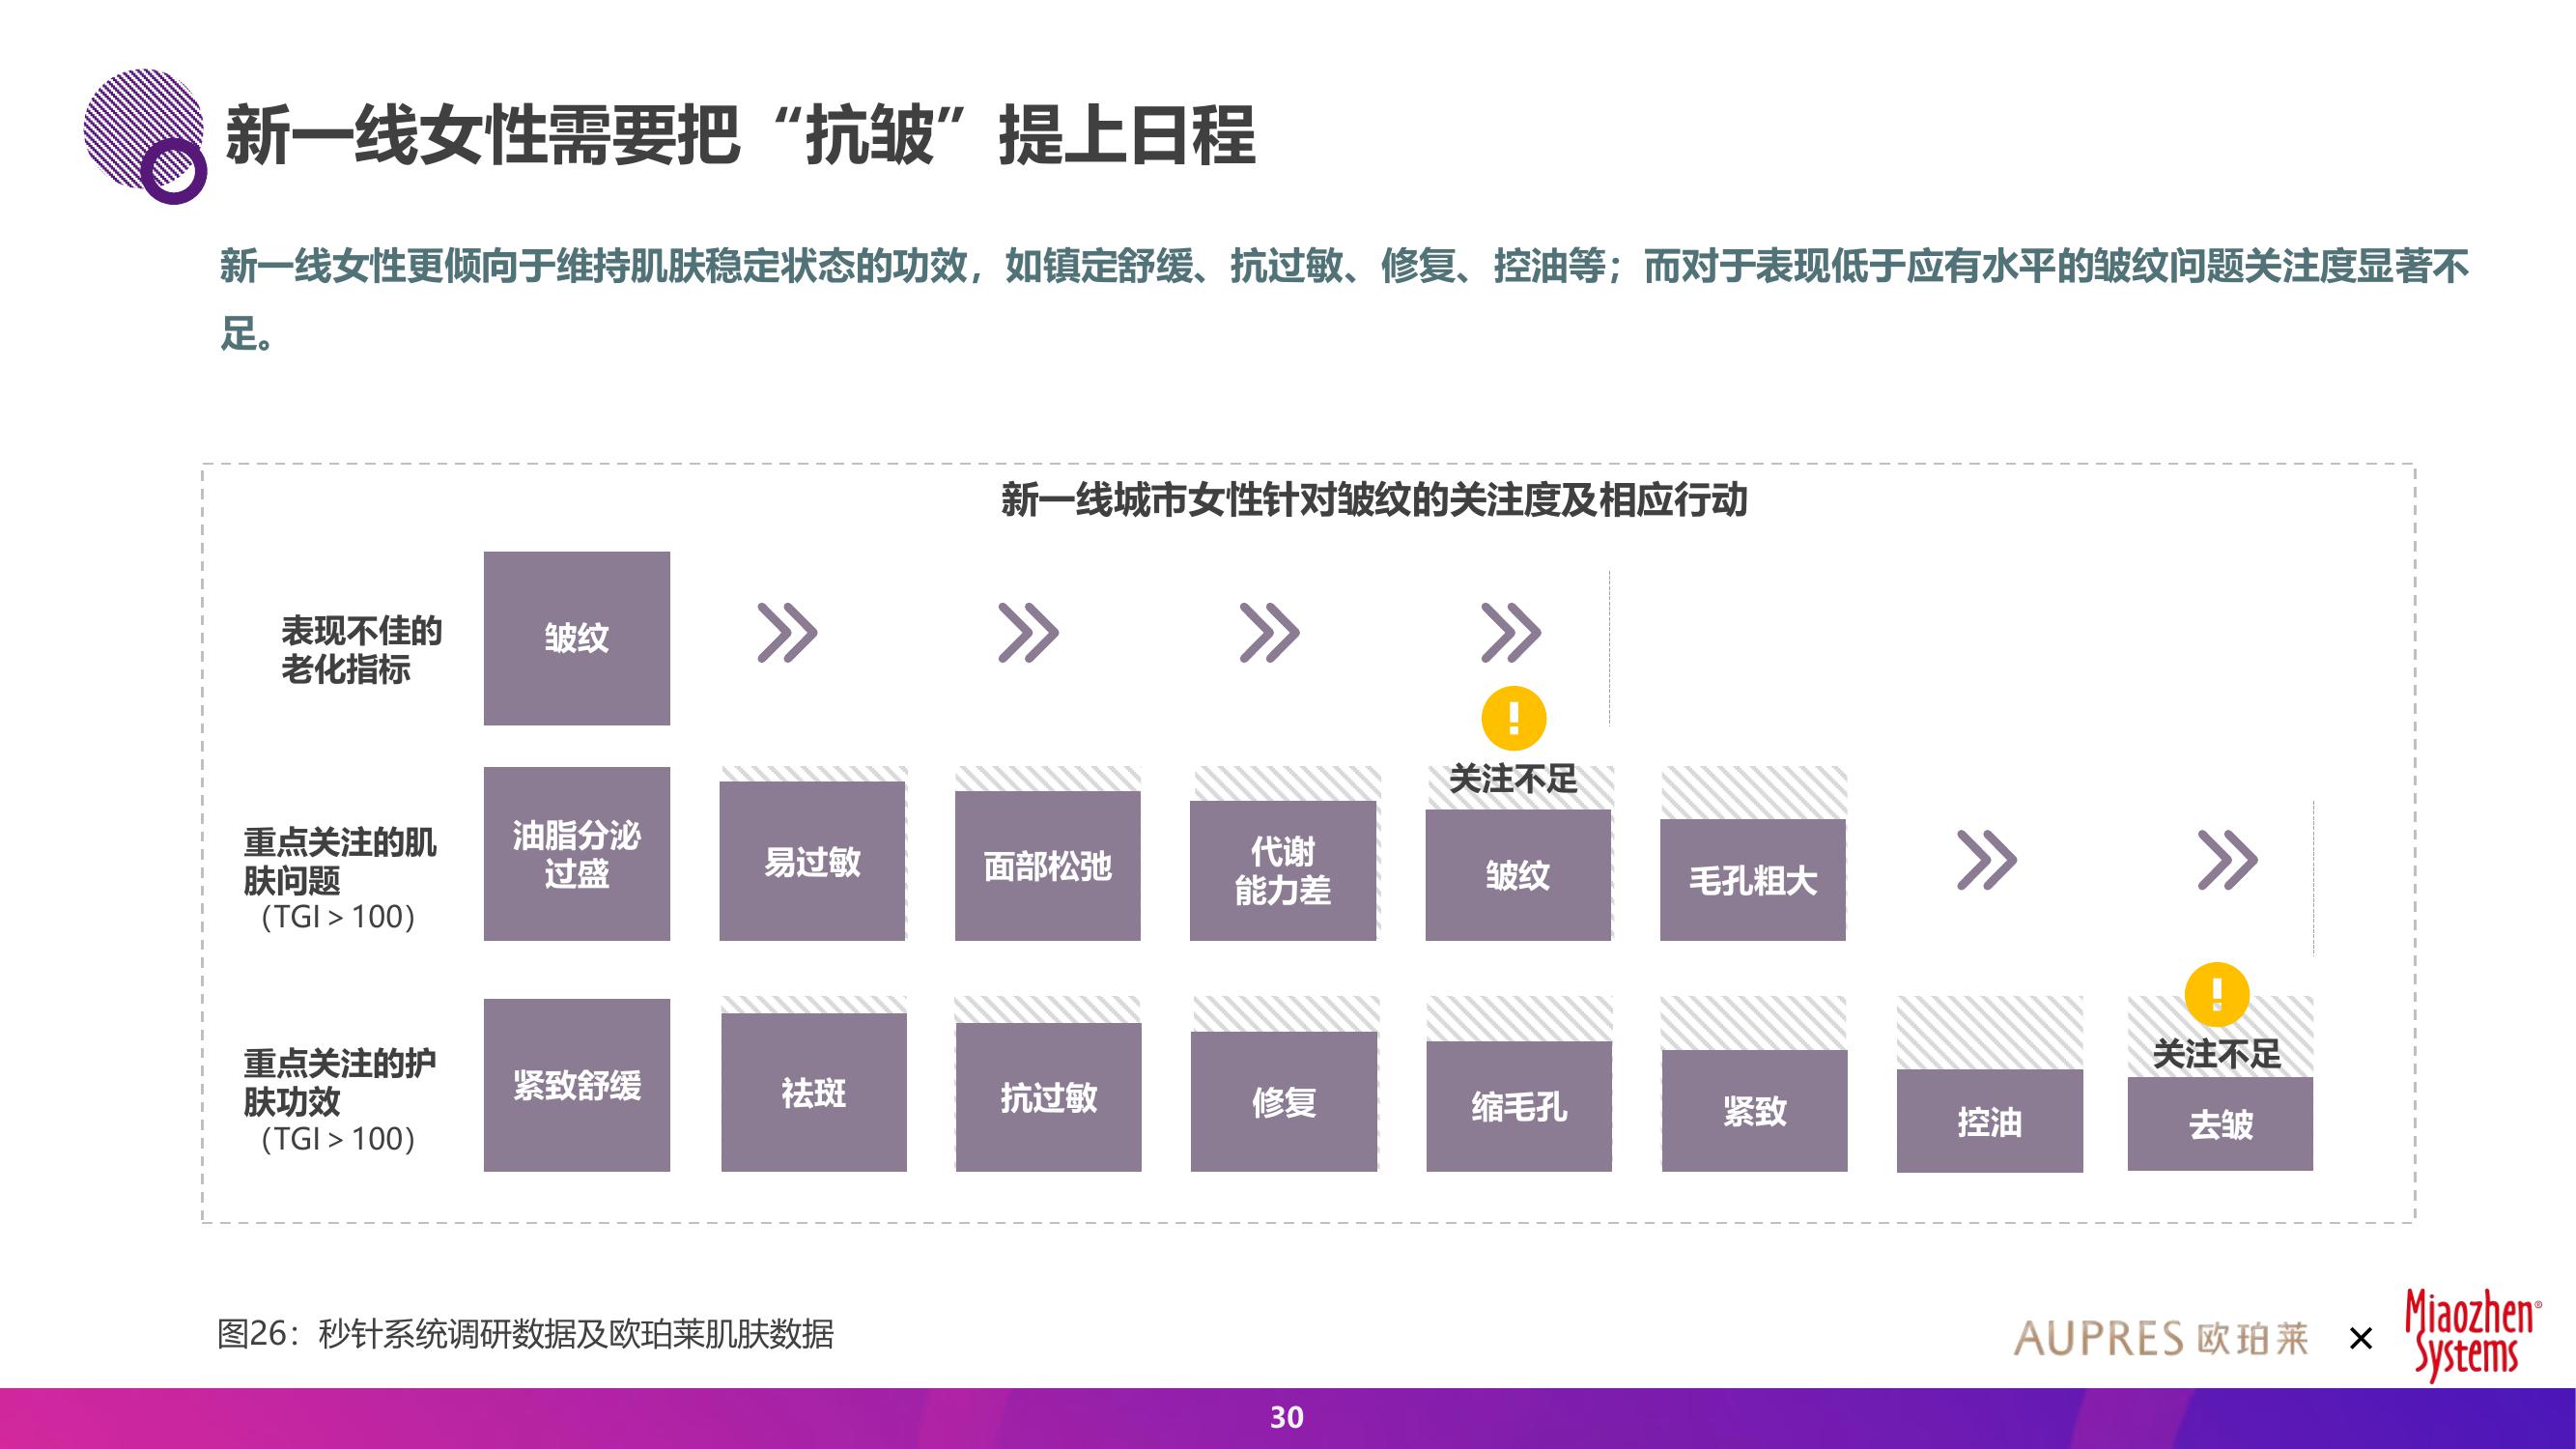 新一线女性需要把“抗皱”提上日程
新一线女性更倾向于维持肌肤稳定状态的功效，如镇定舒缓、抗过敏、修复、控油等；而对于表现低于应有水平的皱纹问题关注度显著不
足。
新一线城市女性针对皱纹的关注度及相应行动
表现不佳的
老化指标
皱纹
重点关注的肌
肤问题
（TGI＞100）
油脂分泌
过盛
易过敏
面部松弛
代谢
能力差
关注不足
皱纹
毛孔粗大
重点关注的护
肤功效
（TGI＞100）
紧致舒缓
祛斑
抗过敏
修复
缩毛孔
紧致
控油
关注不足
去皱
图26：秒针系统调研数据及欧珀莱肌肤数据
AUPRES 欧珀莱 × Miaozhen®
Systems
30